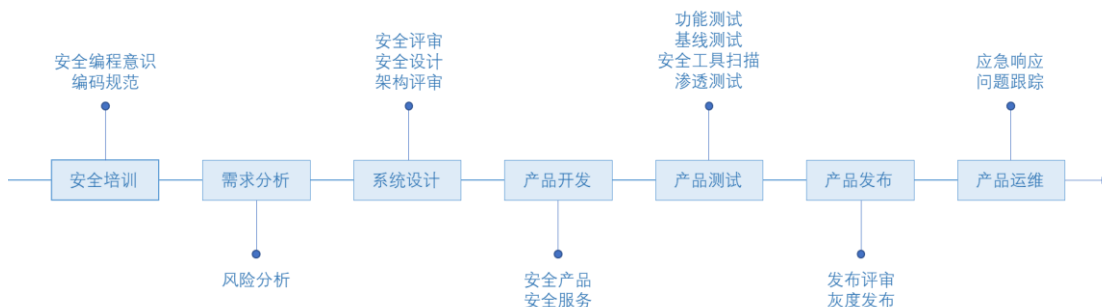 功能测试
基线测试
安全工具扫描
渗透测试
安全评审
安全设计
架构评审
安全编程意识
编码规范
应急响应
问题跟踪
安全培训
需求分析
系统设计
产品开发
产品测试
产品发布
产品运维
风险分析
安全产品
安全服务
发布评审
灰度发布